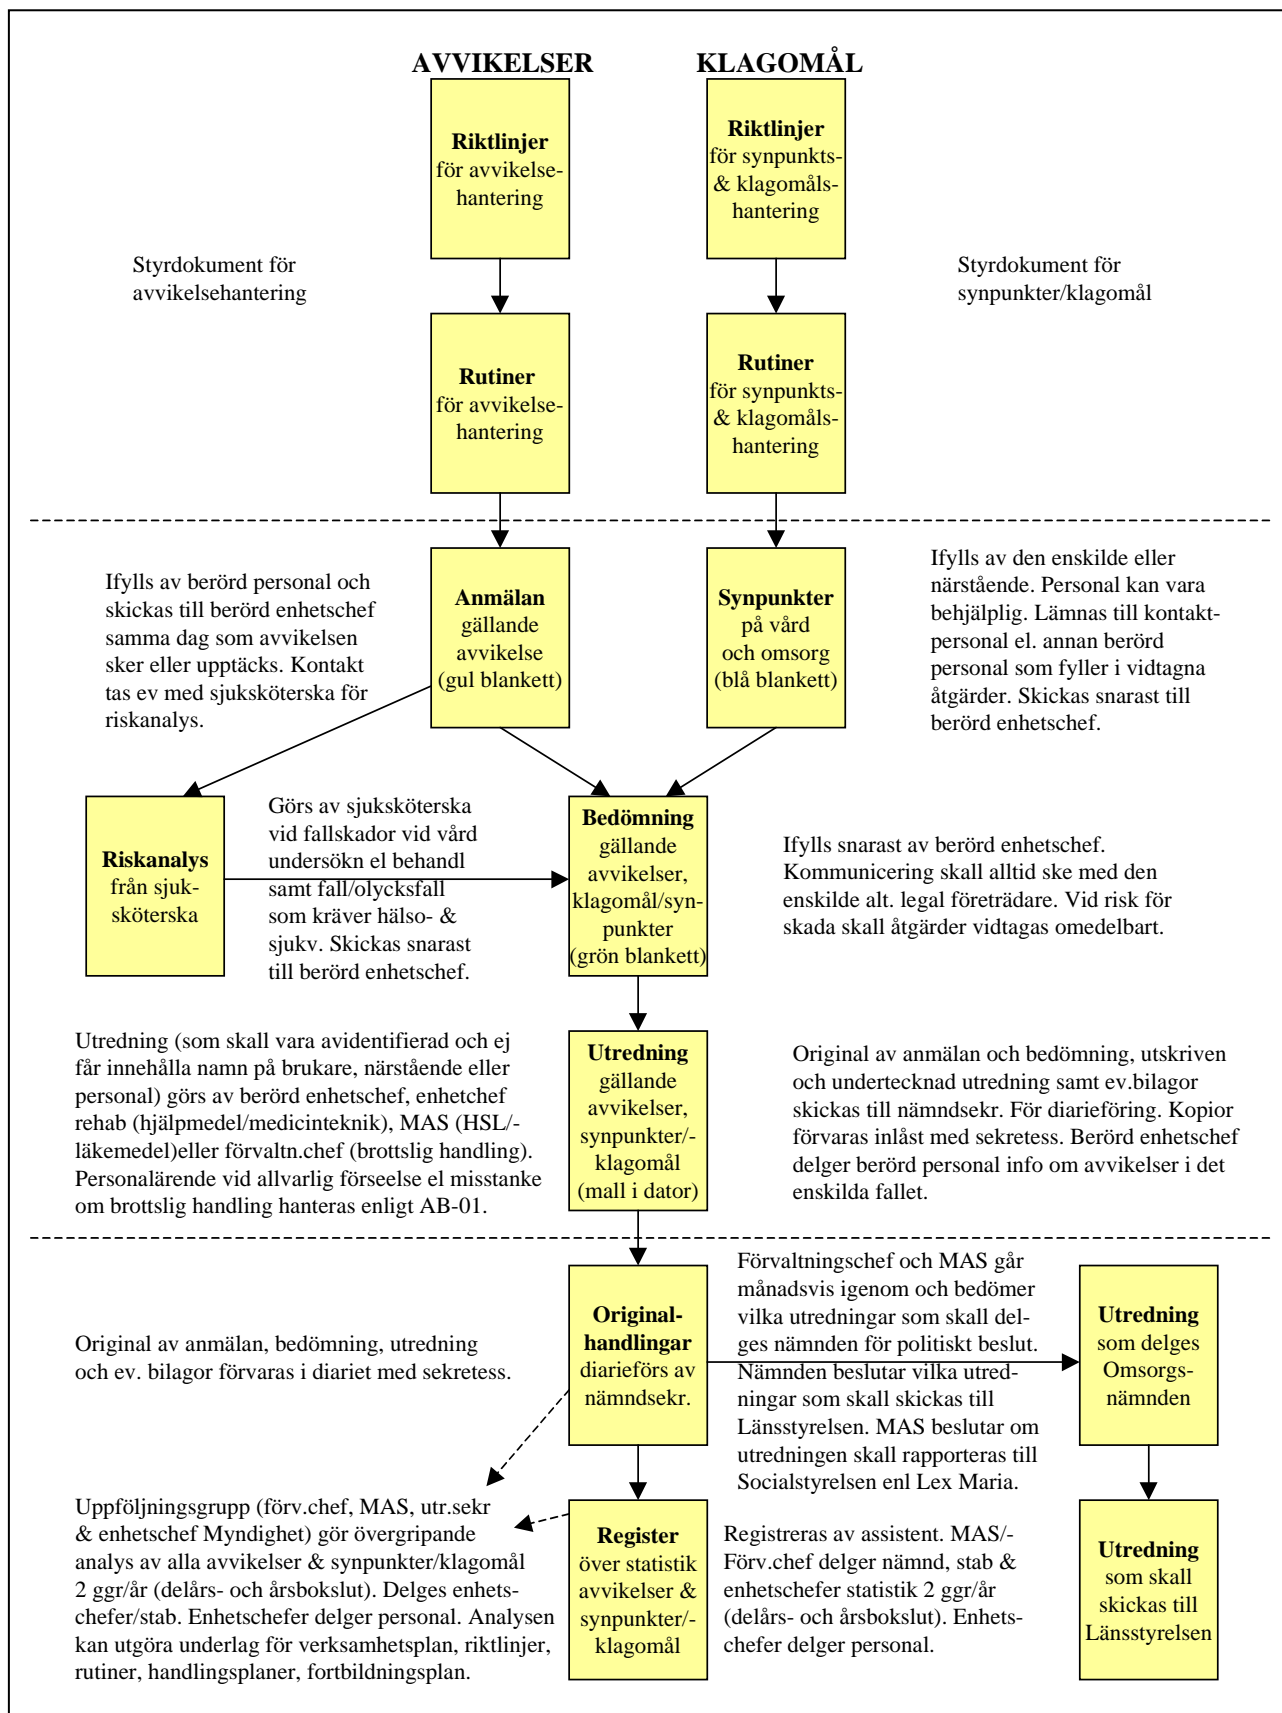 AVVIKELSER
KLAGOMÅL
Riktlinjer
för avvikelse-
hantering
Riktlinjer
för synpunkts-
& klagomåls-
hantering
Styrdokument för
avvikelsehantering
Styrdokument för
synpunkter/klagomål
Rutiner
för avvikelse-
hantering
Rutiner
för synpunkts-
& klagomåls-
hantering
Ifylls av berörd personal och
skickas till berörd enhetschef
samma dag som avvikelsen
sker eller upptäcks. Kontakt
tas ev med sjuksköterska för
riskanalys.
Anmälan
gällande
avvikelse
(gul blankett)
Synpunkter
på vård
och omsorg
(blå blankett)
Ifylls av den enskilde eller
närstående. Personal kan vara
behjälplig. Lämnas till kontakt-
personal el. annan berörd
personal som fyller i vidtagna
åtgärder. Skickas snarast till
berörd enhetschef.
Riskanalys
från sjuk-
sköterska
Görs av sjuksköterska
vid fallskador vid vård
undersökn el behandl
samt fall/olycksfall
som kräver hälso- &
sjukv. Skickas snarast
till berörd enhetschef.
Bedömning
gällande
avvikelser,
klagomål/syn-
punkter
(grön blankett)
Ifylls snarast av berörd enhetschef.
Kommunicering skall alltid ske med den
enskilde alt. legal företrädare. Vid risk för
skada skall åtgärder vidtagas omedelbart.
Utredning (som skall vara avidentifierad och ej
får innehålla namn på brukare, närstående eller
personal) görs av berörd enhetschef, enhetchef
rehab (hjälpmedel/medicinteknik), MAS (HSL/-
läkemedel)eller förvaltn.chef (brottslig handling).
Personalärende vid allvarlig förseelse el misstanke
om brottslig handling hanteras enligt AB-01.
Utredning
gällande
avvikelser,
synpunkter/-
klagomål
(mall i dator)
Original av anmälan och bedömning, utskriven
och undertecknad utredning samt ev.bilagor
skickas till nämndsekr. För diarieföring. Kopior
förvaras inlåst med sekretess. Berörd enhetschef
delger berörd personal info om avvikelser i det
enskilda fallet.
Original av anmälan, bedömning, utredning
och ev. bilagor förvaras i diariet med sekretess.
Original-
handlingar
diarieförs av
nämndsekr.
Förvaltningschef och MAS går
månadsvis igenom och bedömer
vilka utredningar som skall del-
ges nämnden för politiskt beslut.
Nämnden beslutar vilka utred-
ningar som skall skickas till
Länsstyrelsen. MAS beslutar om
utredningen skall rapporteras till
Socialstyrelsen enl Lex Maria.
Utredning
som delges
Omsorgs-
nämnden
Uppföljningsgrupp (förv.chef, MAS, utr.sekr
& enhetschef Myndighet) gör övergripande
analys av alla avvikelser & synpunkter/klagomål
2 ggr/år (delårs- och årsbokslut). Delges enhets-
chefer/stab. Enhetschefer delger personal. Analysen
kan utgöra underlag för verksamhetsplan, riktlinjer,
rutiner, handlingsplaner, fortbildningsplan.
Register
över statistik
avvikelser &
synpunkter/-
klagomål
Registreras av assistent. MAS/-
Förv.chef delger nämnd, stab &
enhetschefer statistik 2 ggr/år
(delårs- och årsbokslut). Enhets-
chefer delger personal.
Utredning
som skall
skickas till
Länsstyrelsen